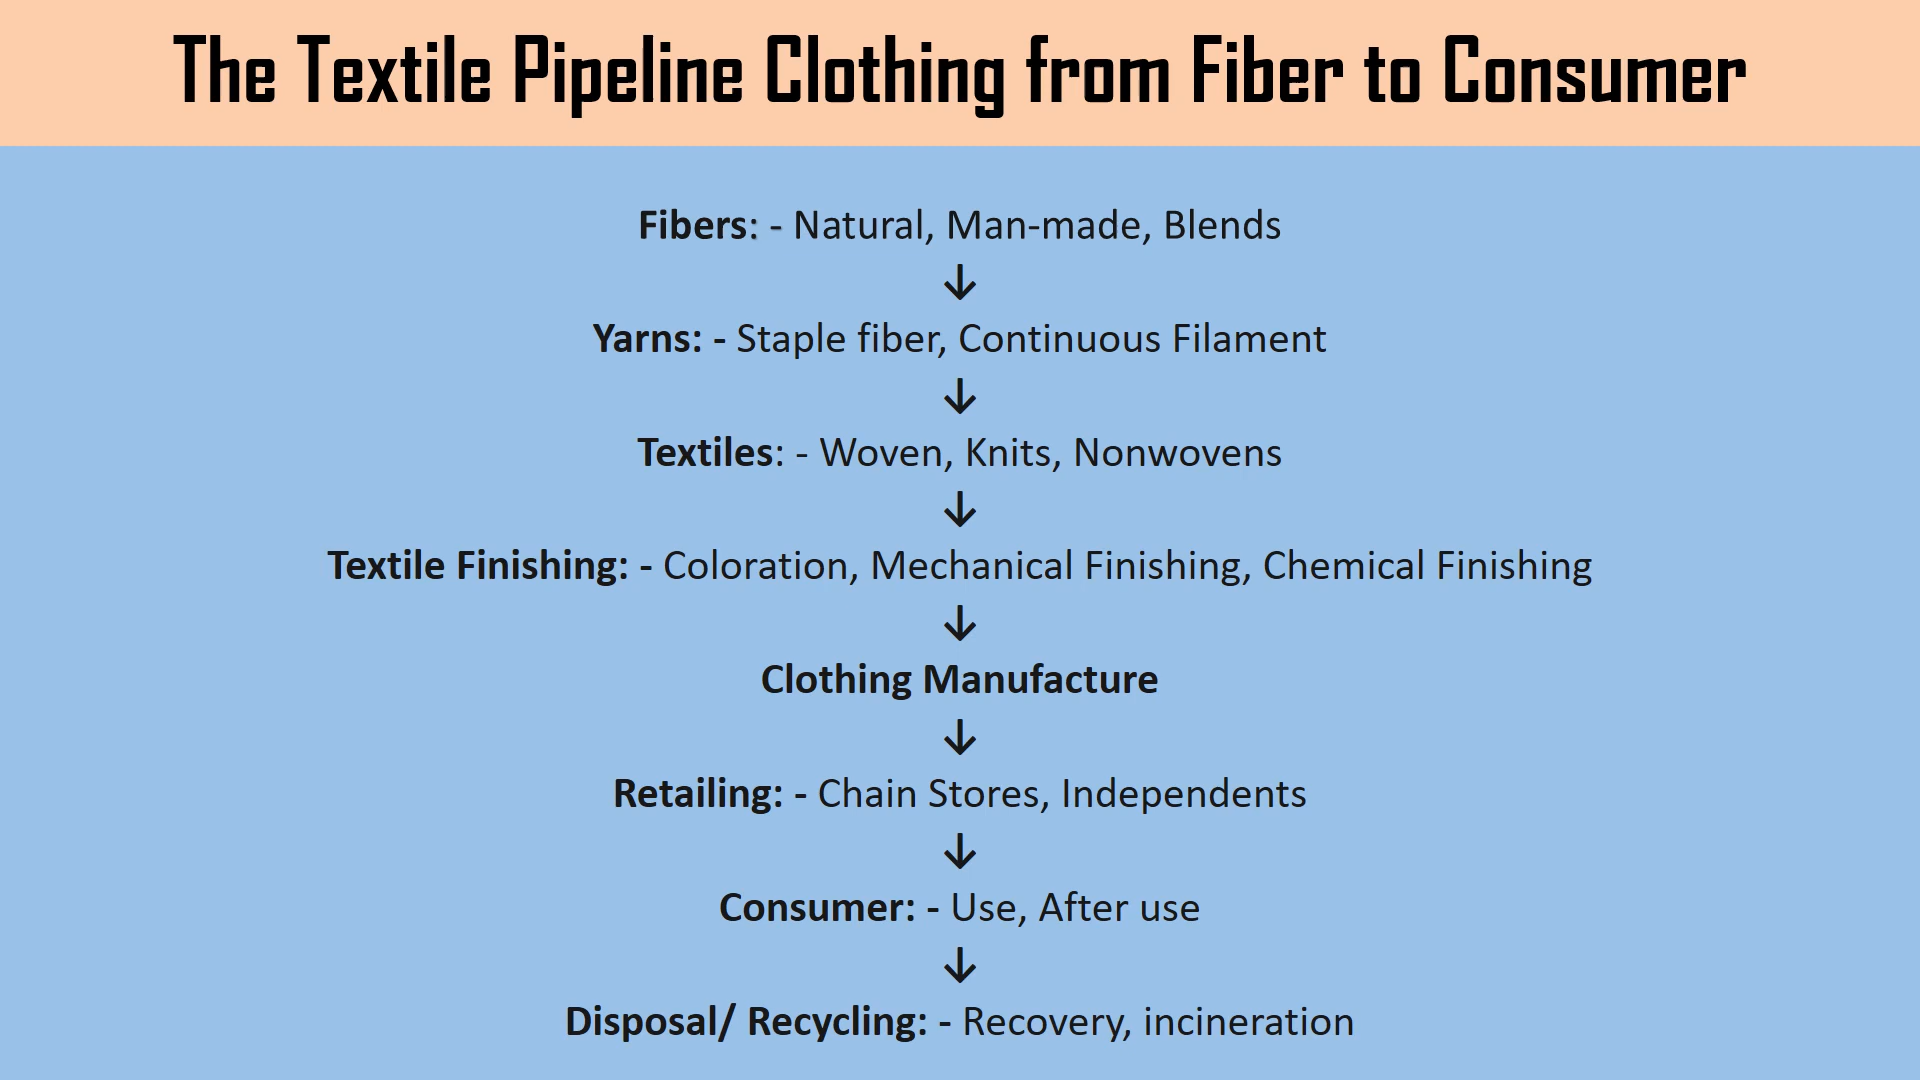 The Textile Pipeline Clothing from Fiber to Consumer
Fibers: - Natural, Man-made, Blends
↓
Yarns: - Staple fiber, Continuous Filament
↓
Textiles: - Woven, Knits, Nonwovens
↓
Textile Finishing: - Coloration, Mechanical Finishing, Chemical Finishing
↓
Clothing Manufacture
↓
Retailing: - Chain Stores, Independents
↓
Consumer: - Use, After use
↓
Disposal/ Recycling: - Recovery, incineration